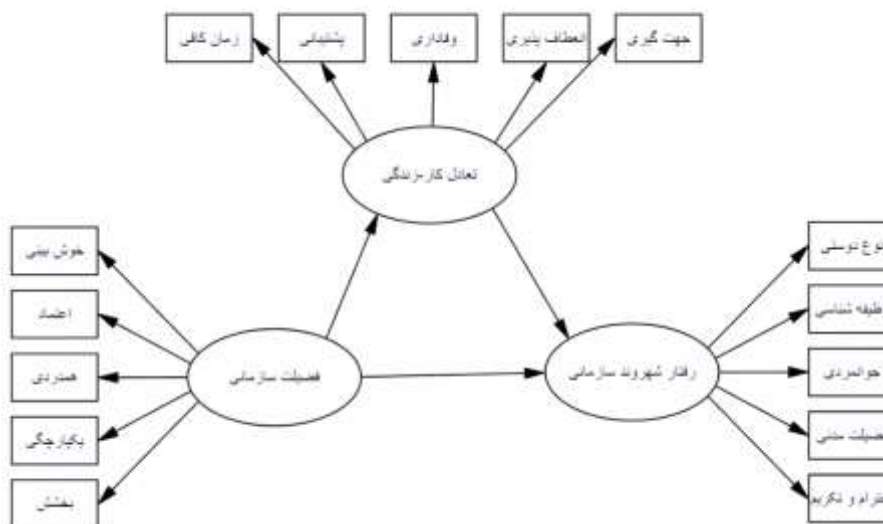 جهت گیری
انعطاف پذیری
وفاداری
پشتیبانی
زمان کافی
تعادل کار-زندگی
نوع دوستی
وظیفه شناسی
جوانمردی
فضیلت مدنی
احترام و تکریم
رفتار شهروند سازمانی
فضیلت سازمانی
خوش بینی
اعتماد
همدردی
یکپارچگی
بخشش